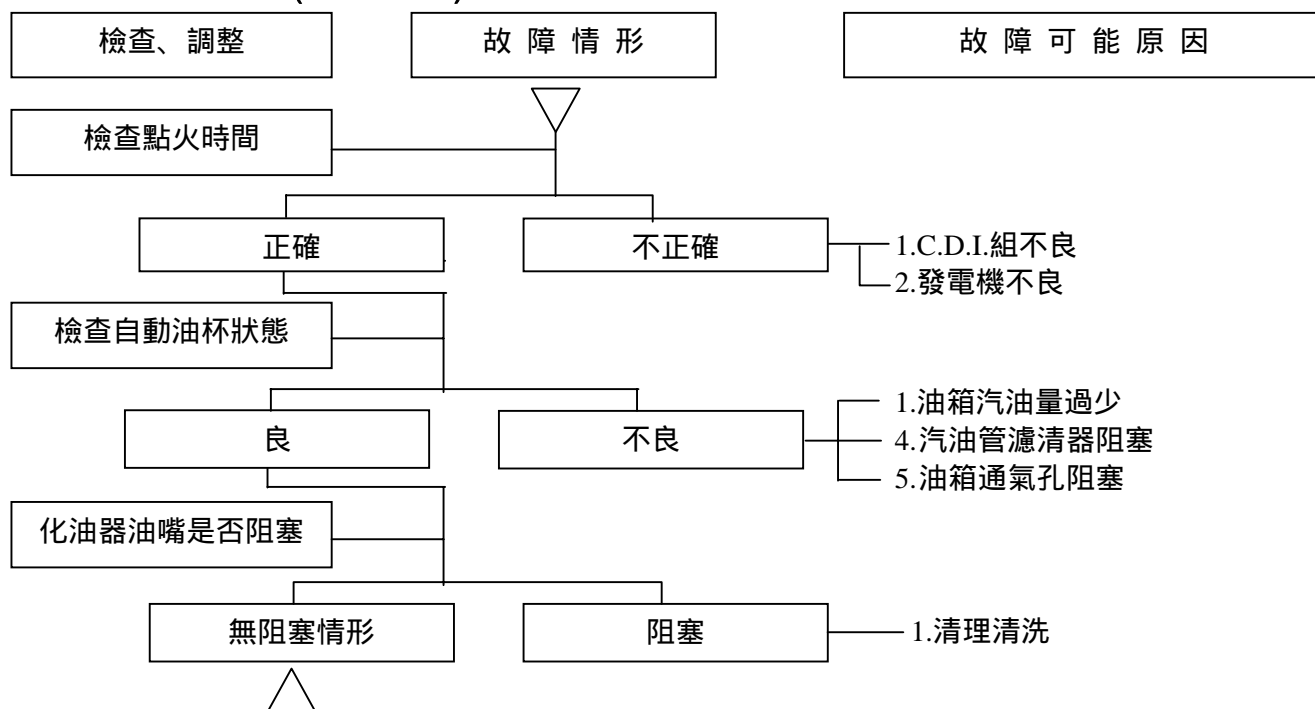 檢查、調整
故 障 情 形
故 障 可 能 原 因
檢查點火時間
正確
不正確
1.C.D.I.組不良
2.發電機不良
檢查自動油杯狀態
良
不良
1.油箱汽油量過少
4.汽油管濾清器阻塞
5.油箱通氣孔阻塞
化油器油嘴是否阻塞
無阻塞情形
阻塞
1.清理清洗